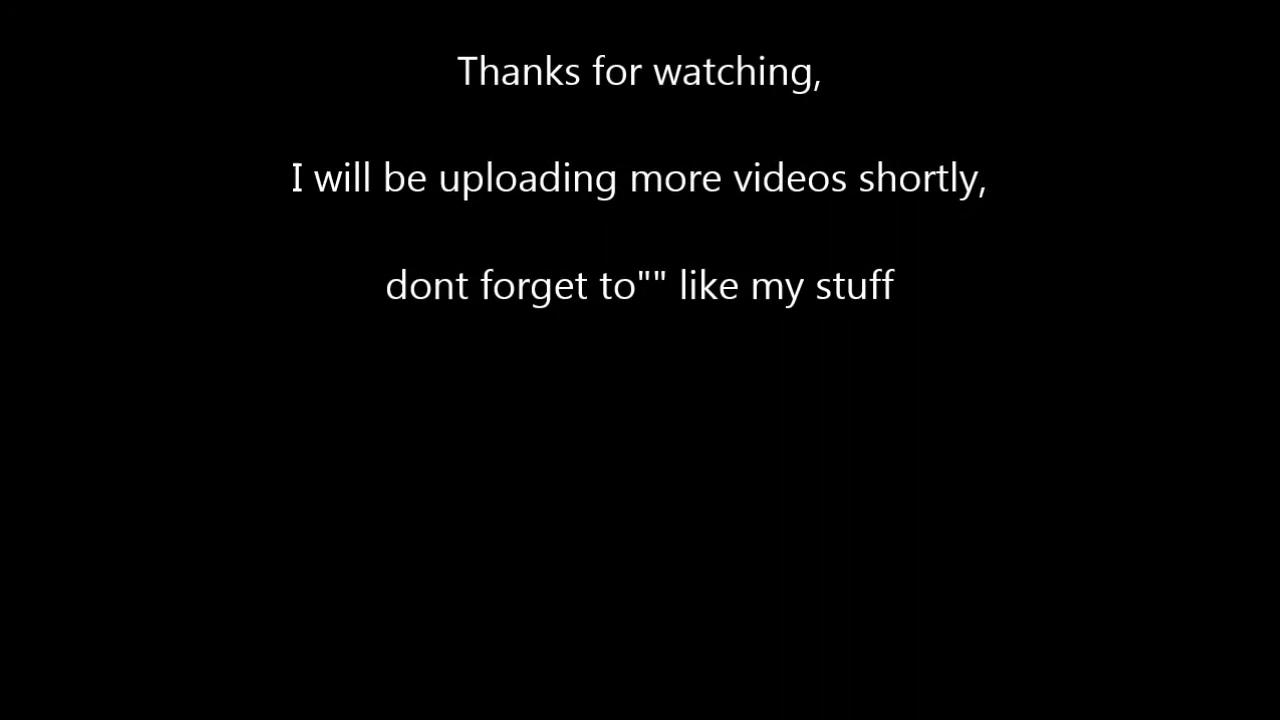 Thanks for watching,
I will be uploading more videos shortly,
dont forget to"" like my stuff